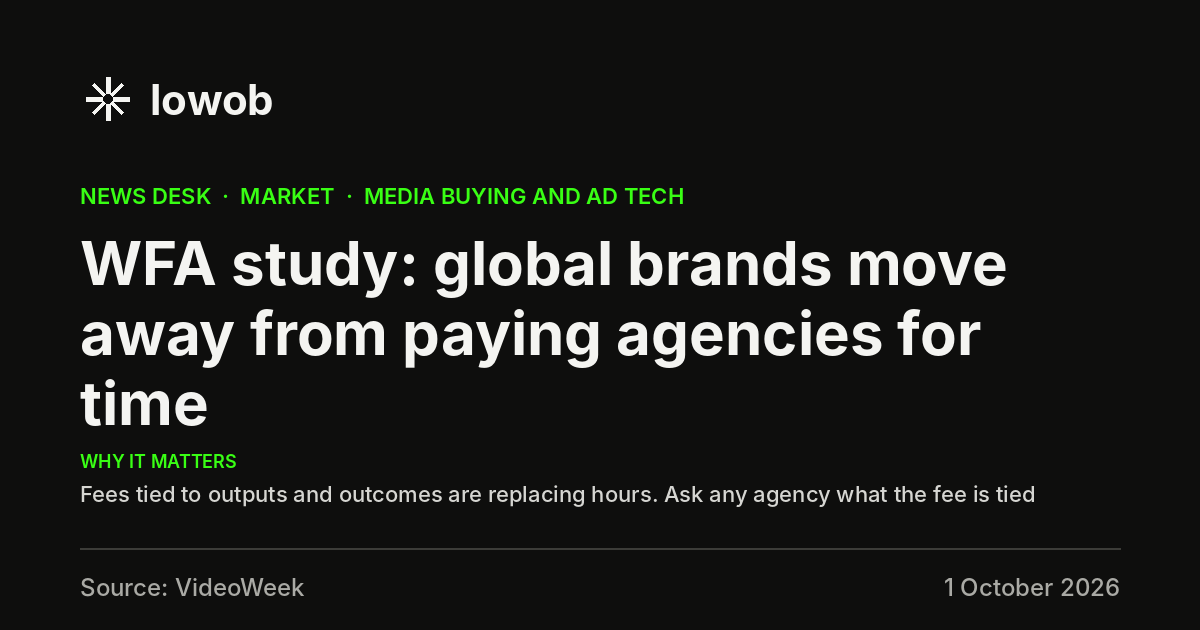 lowob
NEWS DESK · MARKET · MEDIA BUYING AND AD TECH
WFA study: global brands move
away from paying agencies for
time
WHY IT MATTERS
Fees tied to outputs and outcomes are replacing hours. Ask any agency what the fee is tied
Source: VideoWeek
1 October 2026